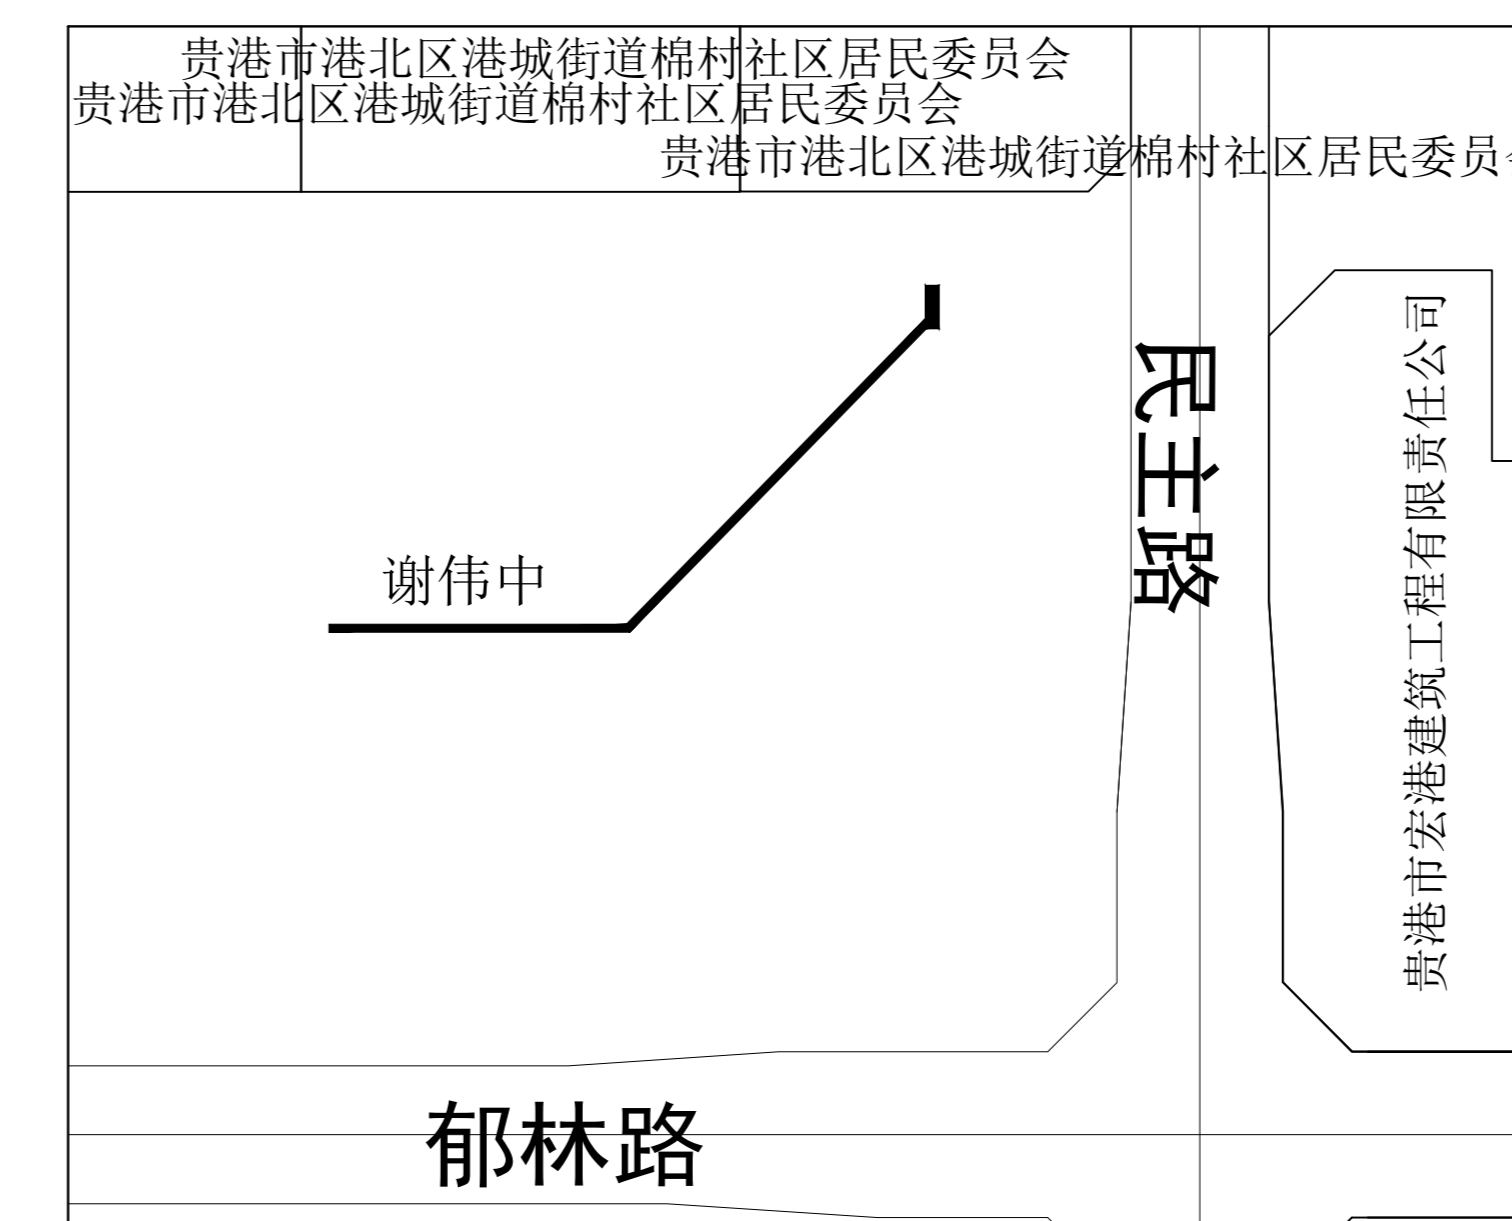 贵港市港北区港城街道棉村社区居民委员会
贵港市港北区港城街道棉村社区居民委员会
贵港市港北区港城街道棉村社区居民委员
民主路
贵港市宏港建筑工程有限责任公司
谢伟中
郁林路